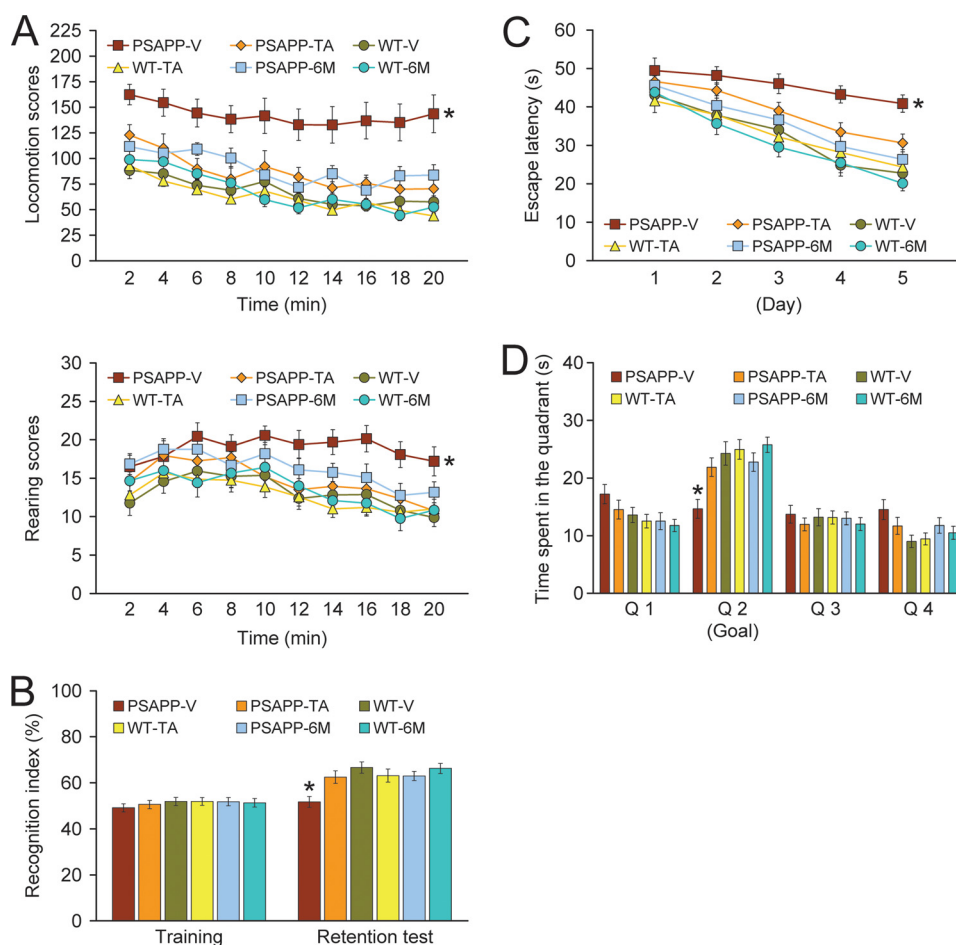 A
Locomotion scores
225
200
175
150
125
100
75
50
25
0
PSAPP-V PSAPP-TA WT-V
WT-TA PSAPP-6M WT-6M
*
2 4 6 8 10 12 14 16 18 20
Time (min)
Rearing scores
30
25
20
15
10
5
0
PSAPP-V PSAPP-TA WT-V
WT-TA PSAPP-6M WT-6M
*
2 4 6 8 10 12 14 16 18 20
Time (min)
B
Recognition index (%)
100
80
60
40
20
0
PSAPP-V PSAPP-TA WT-V
WT-TA PSAPP-6M WT-6M
*
Training Retention test
C
Escape latency (s)
60
50
40
30
20
10
0
*
PSAPP-V PSAPP-TA WT-V
WT-TA PSAPP-6M WT-6M
1 2 3 4 5
(Day)
D
Time spent in the quadrant (s)
40
30
20
10
0
PSAPP-V PSAPP-TA WT-V
WT-TA PSAPP-6M WT-6M
*
Q 1 Q 2 Q 3 Q 4
(Goal)